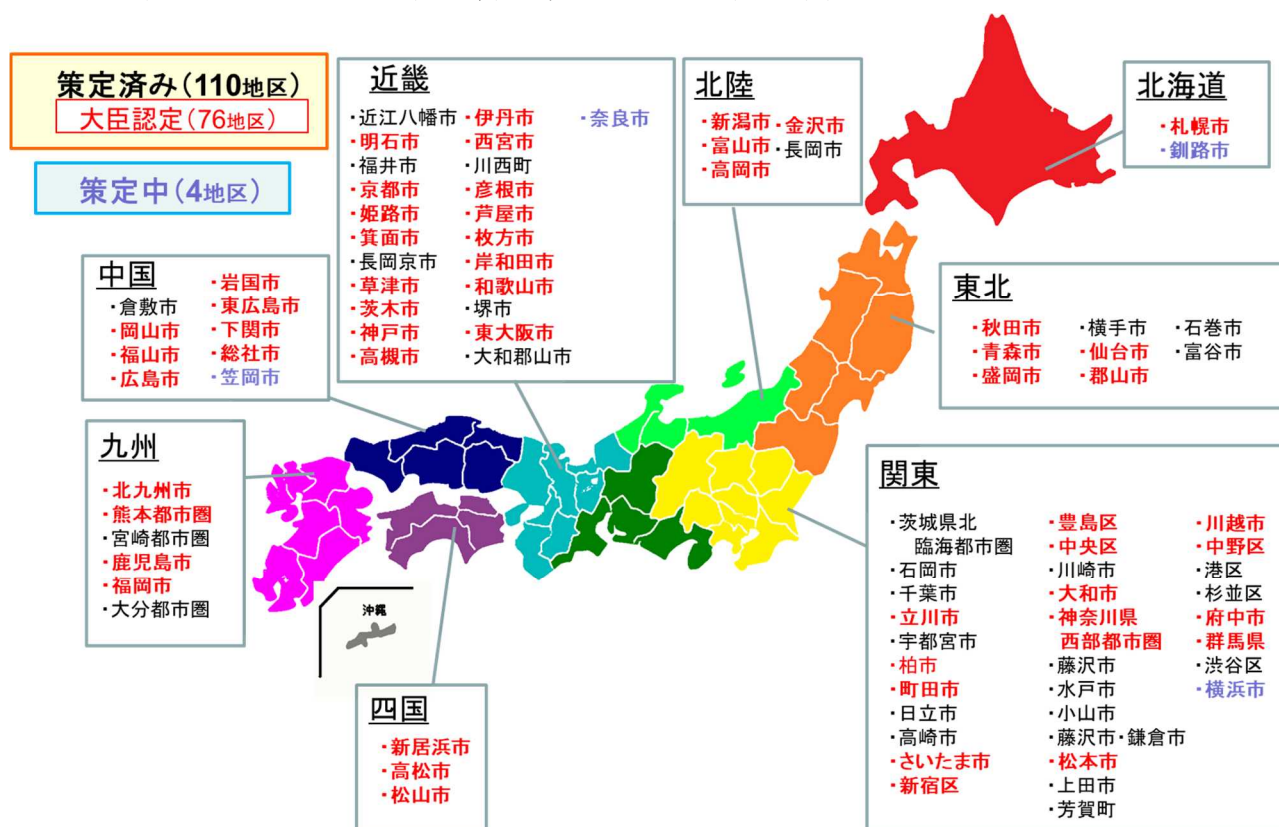 策定済み(110地区)
大臣認定(76地区)
策定中(4地区)
近畿
・近江八幡市
・明石市
・福井市
・京都市
・姫路市
・箕面市
・長岡京市
・草津市
・茨木市
・神戸市
・高槻市
・伊丹市
・西宮市
・川西町
・彦根市
・芦屋市
・枚方市
・岸和田市
・和歌山市
・堺市
・東大阪市
・大和郡山市
・奈良市
北陸
・新潟市
・富山市
・高岡市
・金沢市
・長岡市
北海道
・札幌市
・釧路市
中国
・倉敷市
・岡山市
・福山市
・広島市
・岩国市
・東広島市
・下関市
・総社市
・笠岡市
東北
・秋田市
・青森市
・盛岡市
・横手市
・仙台市
・郡山市
・石巻市
・富谷市
九州
・北九州市
・熊本都市圏
・宮崎都市圏
・鹿児島市
・福岡市
・大分都市圏
沖縄
四国
・新居浜市
・高松市
・松山市
関東
・茨城県北
臨海都市圏
・石岡市
・千葉市
・立川市
・宇都宮市
・柏市
・町田市
・日立市
・高崎市
・さいたま市
・新宿区
・豊島区
・中央区
・川崎市
・大和市
・神奈川県
西部都市圏
・藤沢市
・水戸市
・小山市
・藤沢市・鎌倉市
・松本市
・上田市
・芳賀町
・川越市
・中野区
・港区
・杉並区
・府中市
・群馬県
・渋谷区
・横浜市